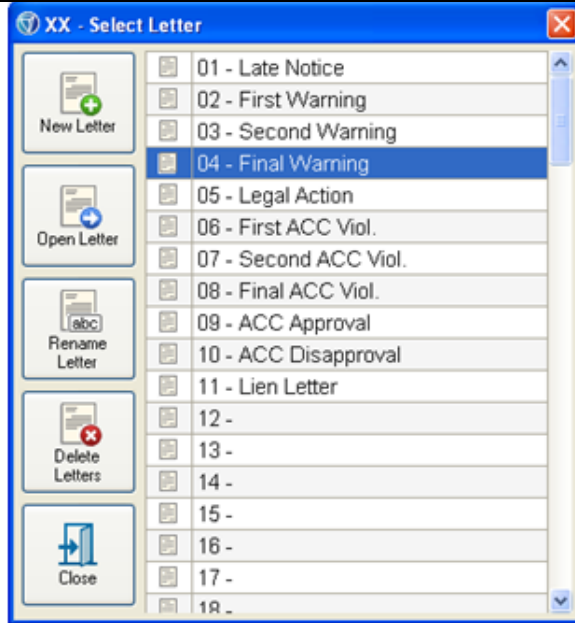 XX - Select Letter
New Letter
Open Letter
abc
Rename
Letter
Delete
Letters
Close
01 - Late Notice
02 - First Warning
03 - Second Warning
04 - Final Warning
05 - Legal Action
06 - First ACC Viol.
07 - Second ACC Viol.
08 - Final ACC Viol.
09 - ACC Approval
10 - ACC Disapproval
11 - Lien Letter
12 -
13 -
14 -
15 -
16 -
17 -
18 -